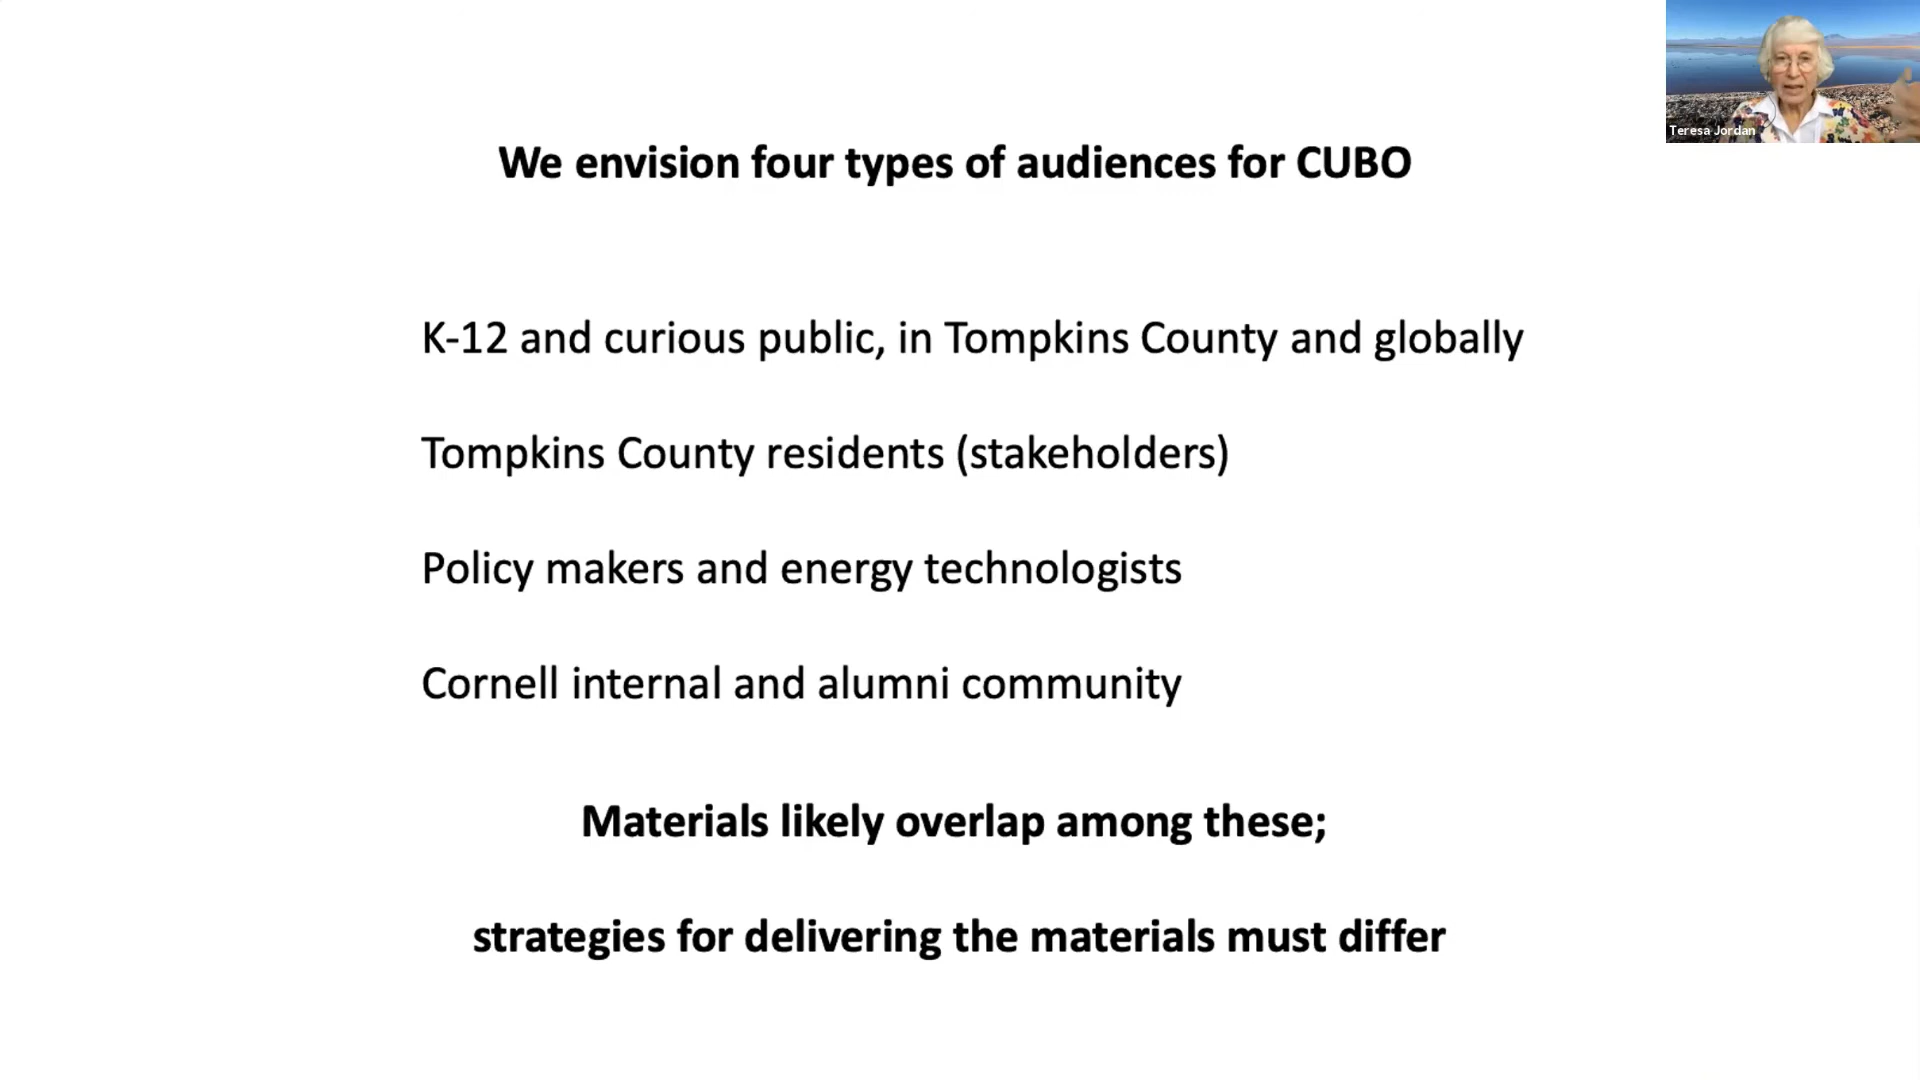 Teresa Jordan
We envision four types of audiences for CUBO
K-12 and curious public, in Tompkins County and globally
Tompkins County residents (stakeholders)
Policy makers and energy technologists
Cornell internal and alumni community
Materials likely overlap among these;
strategies for delivering the materials must differ